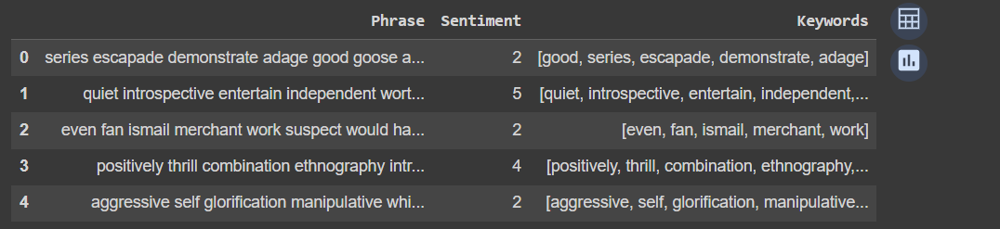 Phrase Sentiment Keywords
0 series escapade demonstrate adage good goose a... 2 [good, series, escapade, demonstrate, adage]
1 quiet introspective entertain independent wort... 5 [quiet, introspective, entertain, independent,...
2 even fan ismail merchant work suspect would ha... 2 [even, fan, ismail, merchant, work]
3 positively thrill combination ethnography intr... 4 [positively, thrill, combination, ethnography,...
4 aggressive self glorification manipulative whi... 2 [aggressive, self, glorification, manipulative...